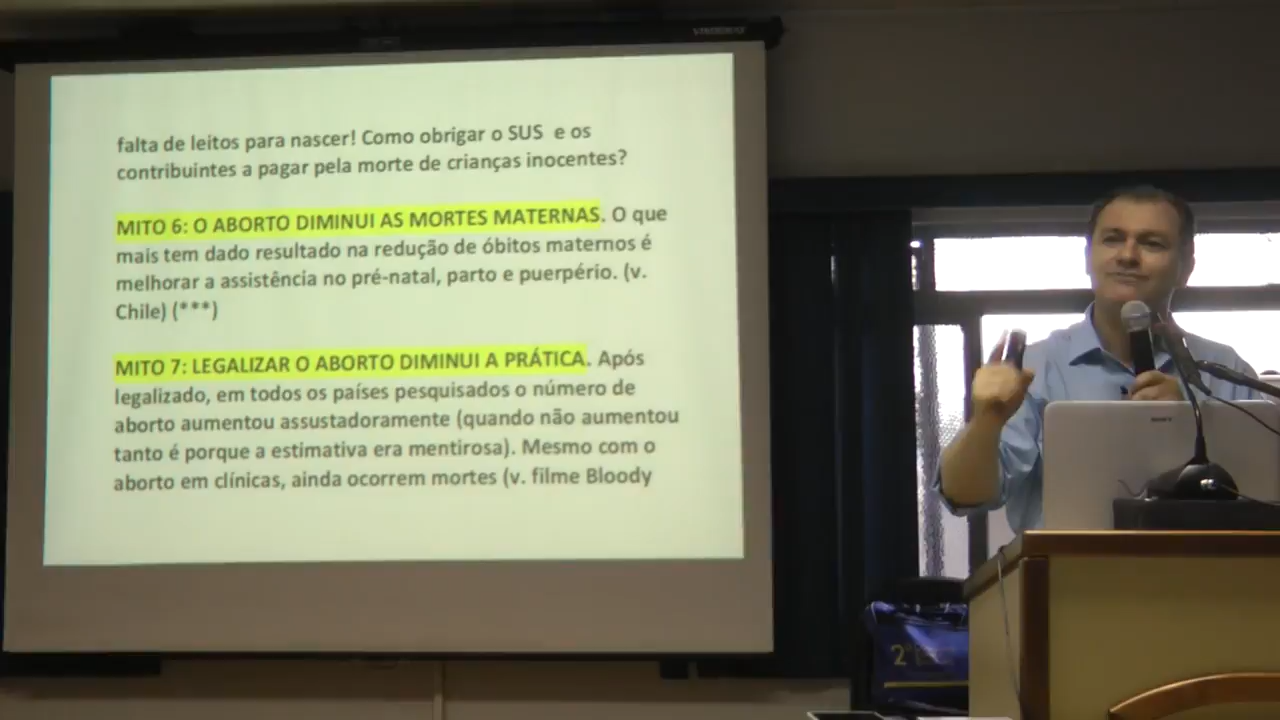 falta de leitos para nascer! Como obrigar o SUS e os
contribuintes a pagar pela morte de crianças inocentes?
MITO 6: O ABORTO DIMINUI AS MORTES MATERNAS. O que
mais tem dado resultado na redução de óbitos maternos é
melhorar a assistência no pré-natal, parto e puerpério. (v.
Chile) (***)
MITO 7: LEGALIZAR O ABORTO DIMINUI A PRÁTICA. Após
legalizado, em todos os países pesquisados o número de
aborto aumentou assustadoramente (quando não aumentou
tanto é porque a estimativa era mentirosa). Mesmo com o
aborto em clínicas, ainda ocorrem mortes (v. filme Bloody
SONY
2